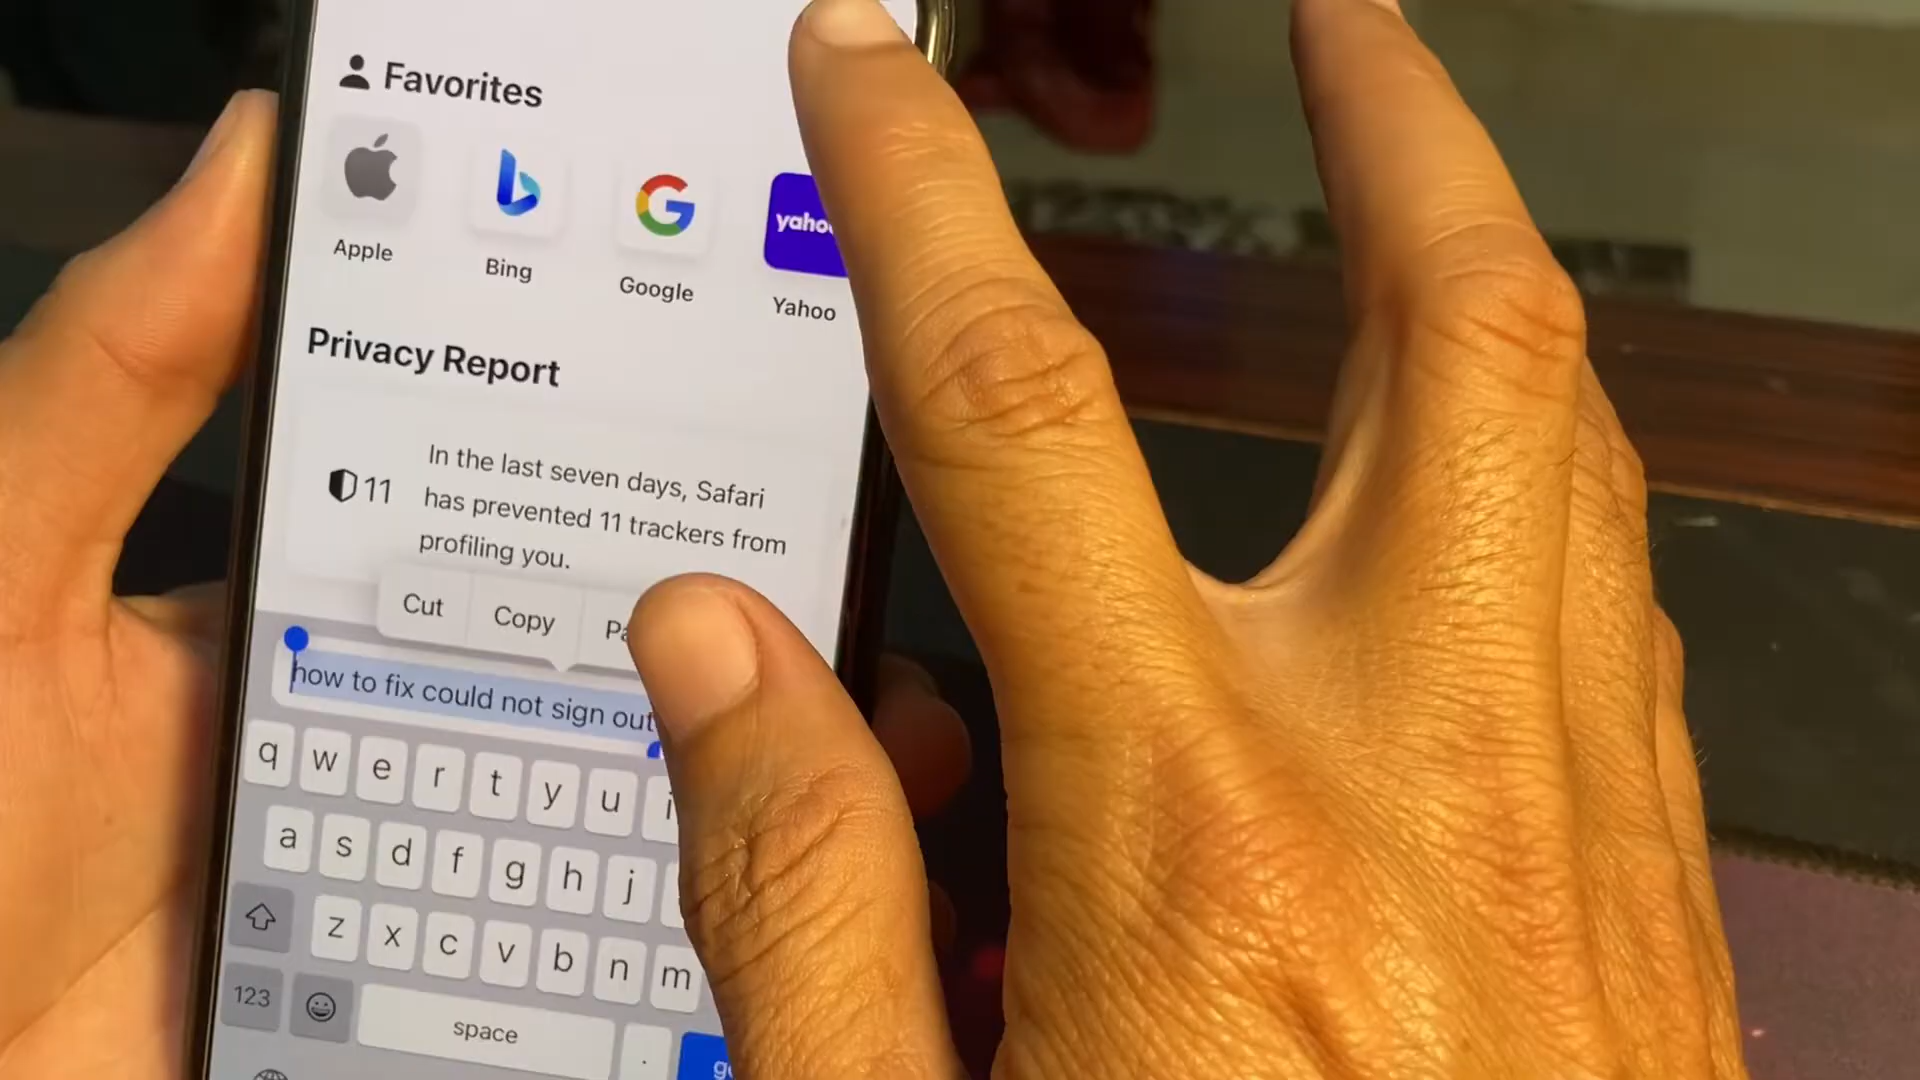 Favorites
Apple
Bing
Google
yahoo
Yahoo
Privacy Report
11
In the last seven days, Safari
has prevented 11 trackers from
profiling you.
Cut Copy
how to fix could not sign out
q w e r t y u i
a s d f g h j
z x c v b n m
123 space .